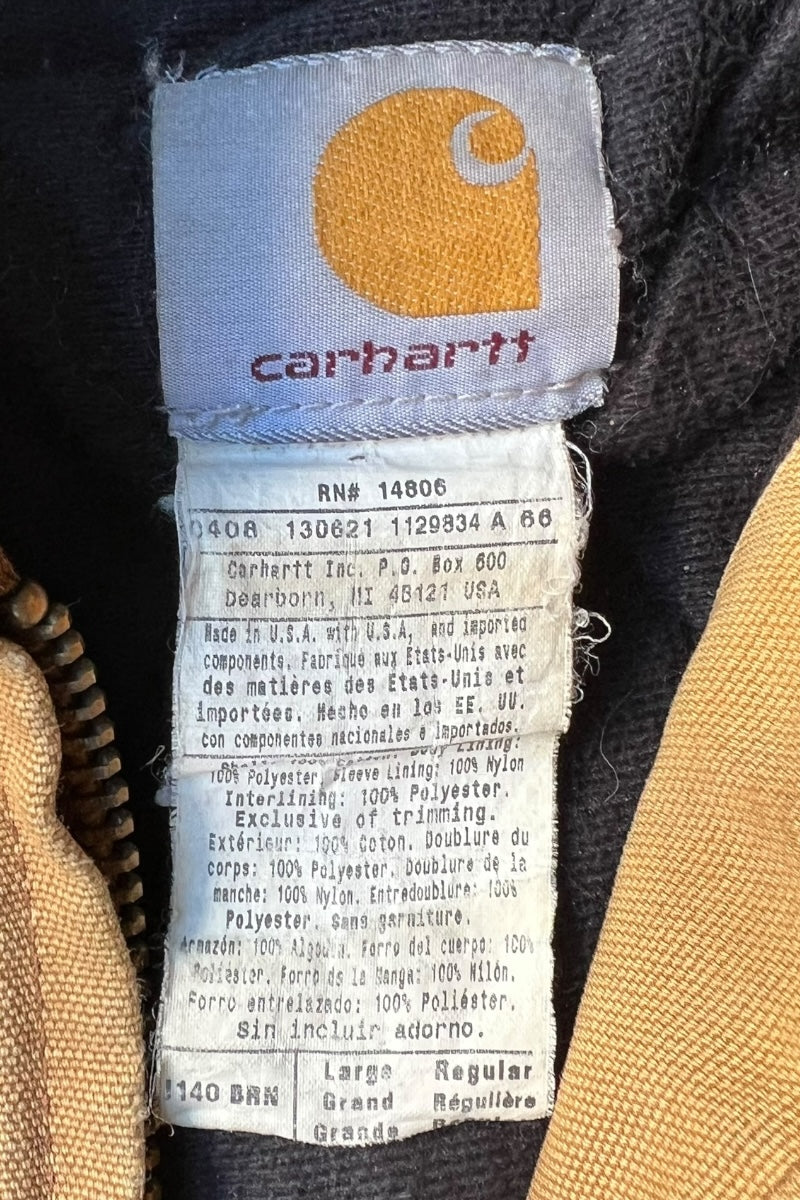 carhartt
RN# 14806
0408 130621 1129834 A 66
Carhartt Inc. P.O. Box 600
Dearborn, MI 48121 USA
Made in U.S.A. with U.S.A, and imported
components. Fabriqué aux États-Unis avec
des matières des États-Unis et
importées. Hecho en los EE. UU.
con componentes nacionales e importados.
Body Lining:
100% Polyester, Sleeve Lining: 100% Nylon
Interlining: 100% Polyester.
Exclusive of trimming.
Extérieur: 100% Coton. Doublure du
corps: 100% Polyester. Doublure de la
manche: 100% Nylon. Entredoublure: 100%
Polyester. Sans garniture.
Armazón: 100% Algodón. Forro del cuerpo: 100%
Poliéster. Forro de la Manga: 100% Nilón.
Forro entrelazado: 100% Poliéster.
Sin incluir adorno.
J140 BRN
Large Regular
Grand Régulière
Grande